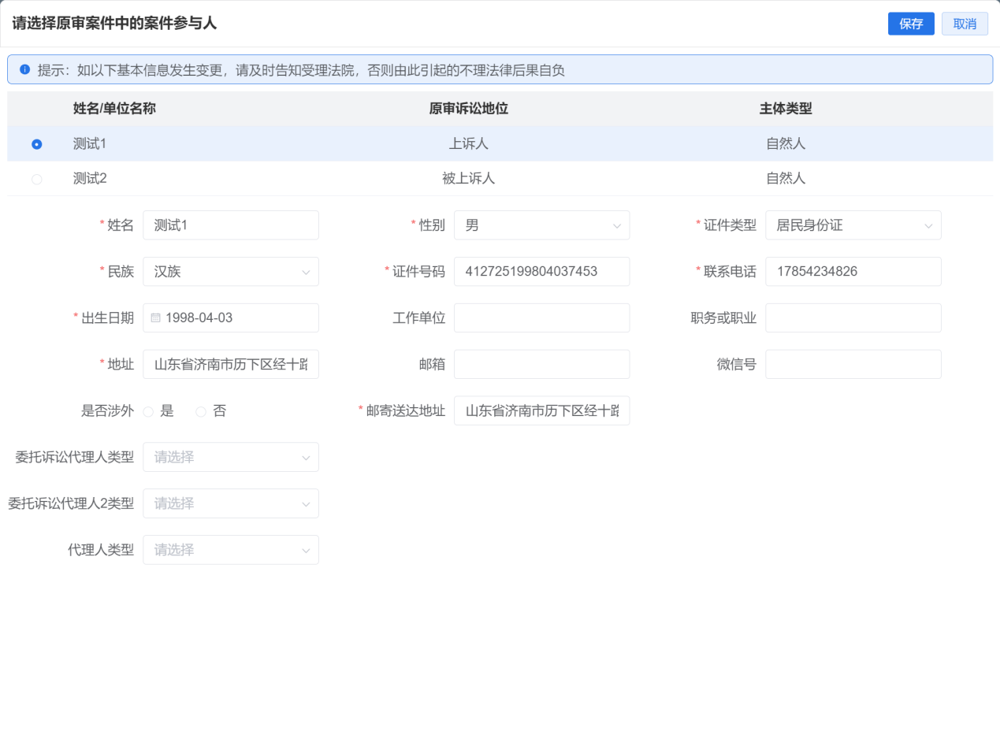 请选择原审案件中的案件参与人 保存 取消
提示：如以下基本信息发生变更，请及时告知受理法院，否则由此引起的不理法律后果自负
姓名/单位名称 原审诉讼地位 主体类型
测试1 上诉人 自然人
测试2 被上诉人 自然人
* 姓名 测试1 * 性别 男 * 证件类型 居民身份证
* 民族 汉族 * 证件号码 412725199804037453 * 联系电话 17854234826
* 出生日期 1998-04-03 工作单位 职务或职业
* 地址 山东省济南市历下区经十路 邮箱 微信号
是否涉外 是 否 * 邮寄送达地址 山东省济南市历下区经十路
委托诉讼代理人类型 请选择
委托诉讼代理人2类型 请选择
代理人类型 请选择